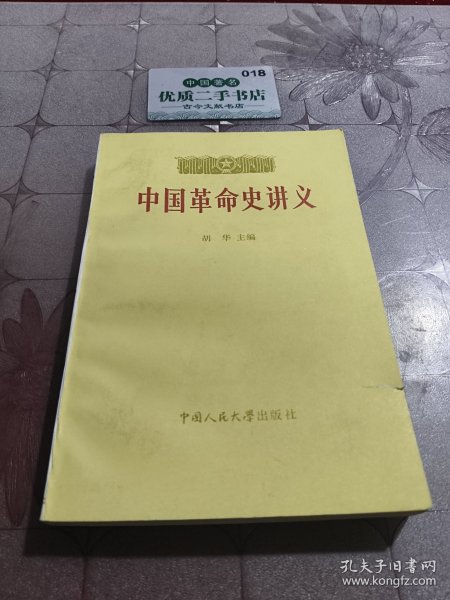 中国著名
018
优质二手书店
古今文献书店
中国革命史讲义
胡 华 主编
中国人民大学出版社
孔夫子旧书网
www.kongfz.com